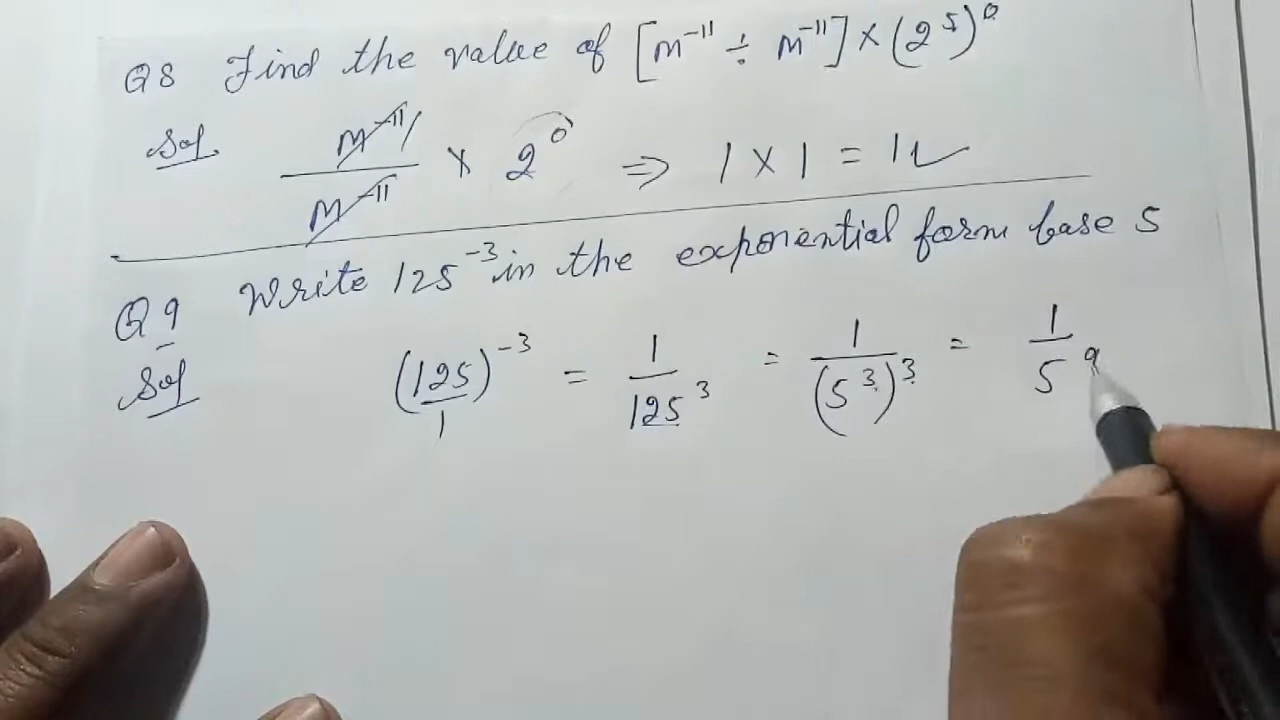 Q8 Find the value of [m⁻¹¹ ÷ m⁻¹¹] × (2⁵)⁰
Sol m⁻¹¹/m⁻¹¹ × 2⁰ ⇒ 1 × 1 = 1
Q9 Write 125⁻³ in the exponential form base 5
Sol (125/1)⁻³ = 1/125³ = 1/(5³)³ = 1/5⁹